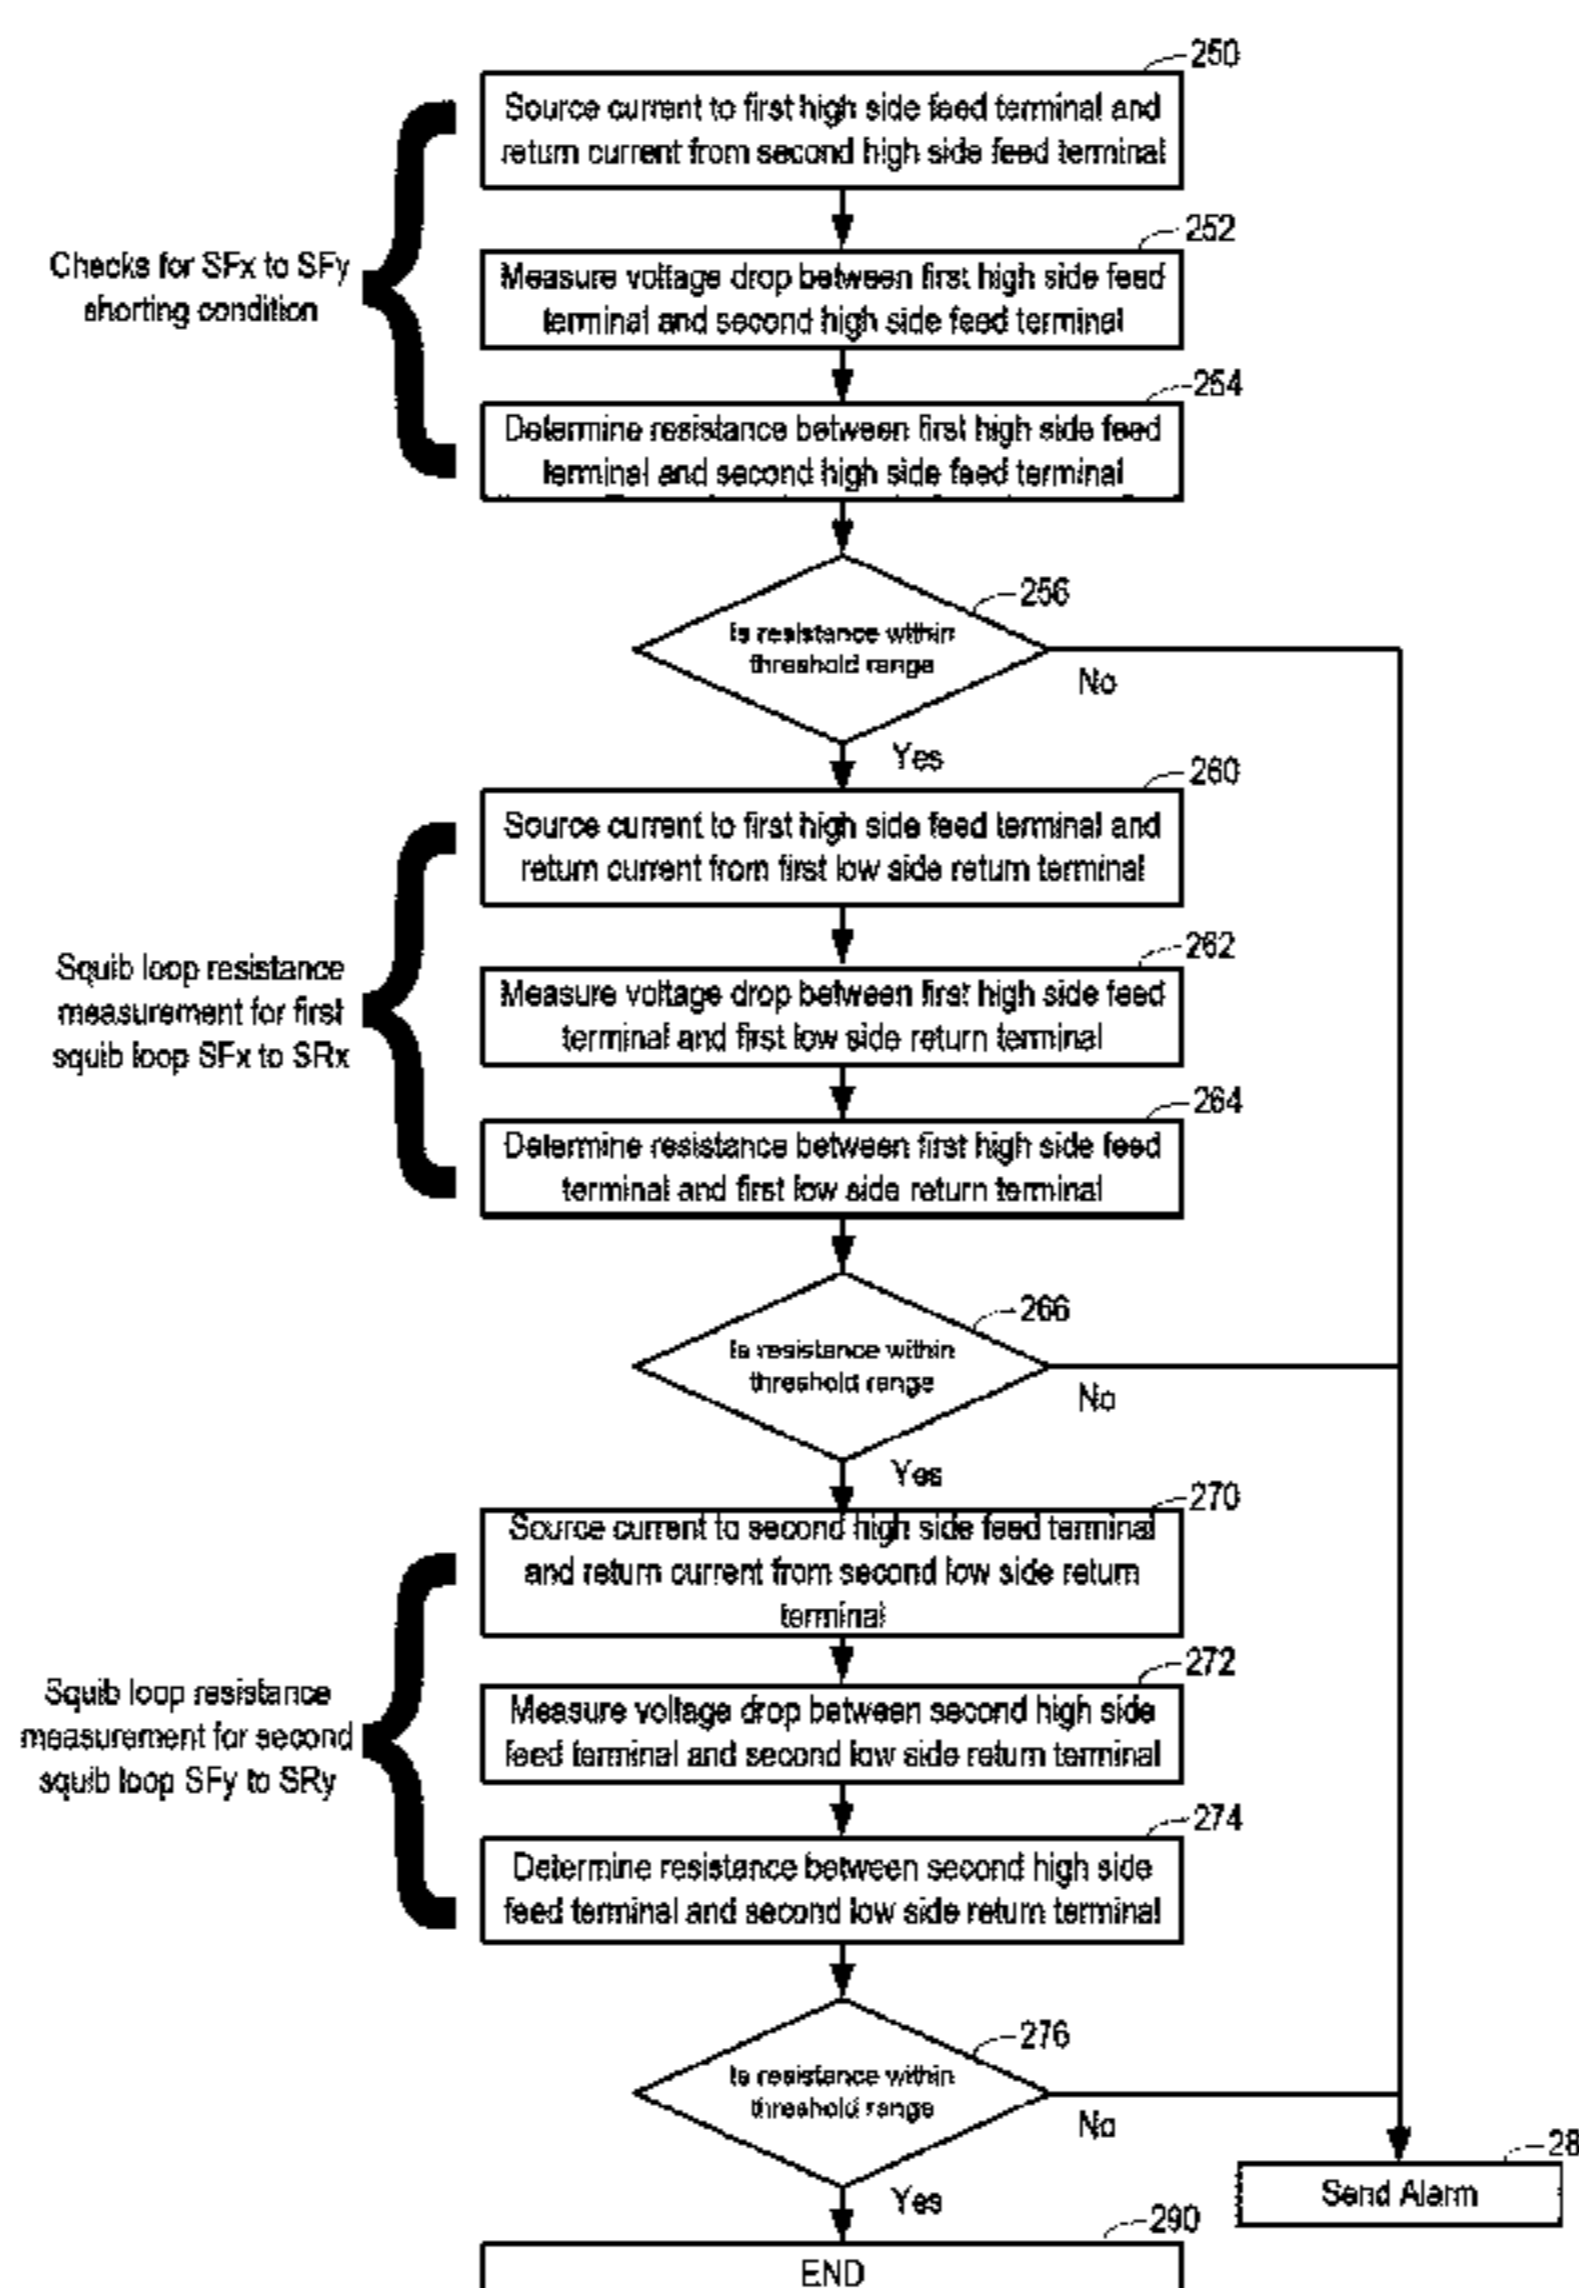 250
Source current to first high side feed terminal and
return current from second high side feed terminal
252
Measure voltage drop between first high side feed
terminal and second high side feed terminal
254
Determine resistance between first high side feed
terminal and second high side feed terminal
Checks for SFx to SFy
shorting condition
256
Is resistance within
threshold range
No
Yes
260
Source current to first high side feed terminal and
return current from first low side return terminal
262
Measure voltage drop between first high side feed
terminal and first low side return terminal
264
Determine resistance between first high side feed
terminal and first low side return terminal
Squib loop resistance
measurement for first
squib loop SFx to SRx
266
Is resistance within
threshold range
No
Yes
270
Source current to second high side feed terminal
and return current from second low side return
terminal
272
Measure voltage drop between second high side
feed terminal and second low side return terminal
274
Determine resistance between second high side
feed terminal and second low side return terminal
Squib loop resistance
measurement for second
squib loop SFy to SRy
276
Is resistance within
threshold range
No
Yes
28
Send Alarm
290
END